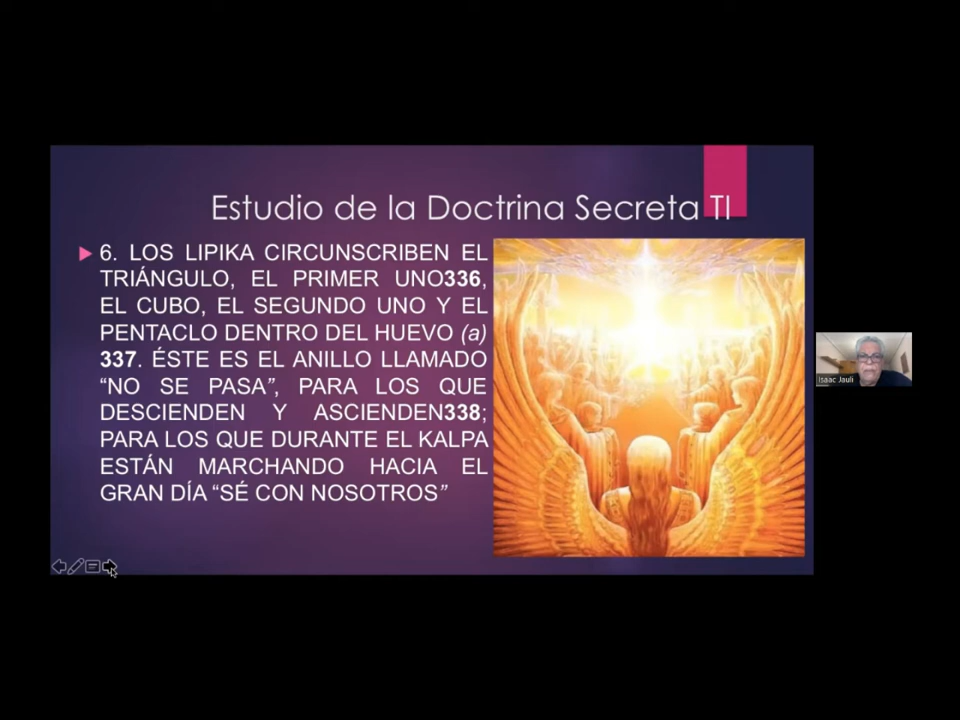 Estudio de la Doctrina Secreta TI
6. LOS LIPIKA CIRCUNSCRIBEN EL
TRIÁNGULO, EL PRIMER UNO336,
EL CUBO, EL SEGUNDO UNO Y EL
PENTACLO DENTRO DEL HUEVO (a)
337. ÉSTE ES EL ANILLO LLAMADO
“NO SE PASA”, PARA LOS QUE
DESCIENDEN Y ASCIENDEN338;
PARA LOS QUE DURANTE EL KALPA
ESTÁN MARCHANDO HACIA EL
GRAN DÍA “SÉ CON NOSOTROS”
Isaac Jauli